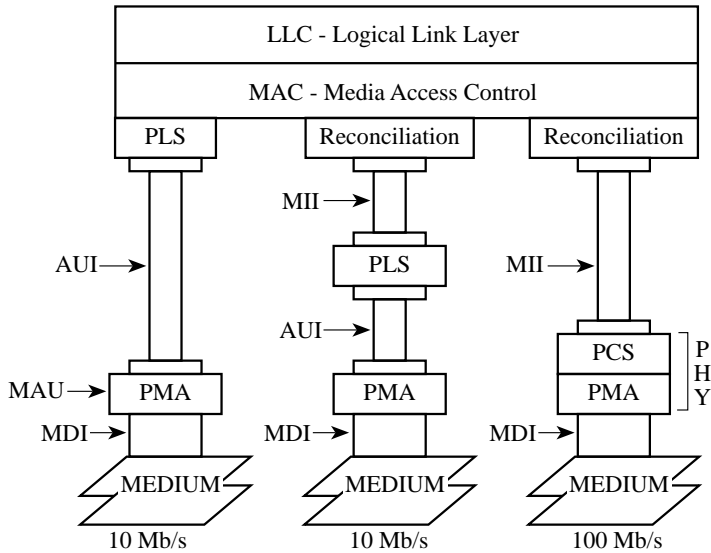 LLC - Logical Link Layer
MAC - Media Access Control
PLS
Reconciliation
Reconciliation
MII
AUI
PLS
MII
AUI
PCS
MAU
PMA
PMA
PMA
P
H
Y
MDI
MDI
MDI
MEDIUM
MEDIUM
MEDIUM
10 Mb/s
10 Mb/s
100 Mb/s